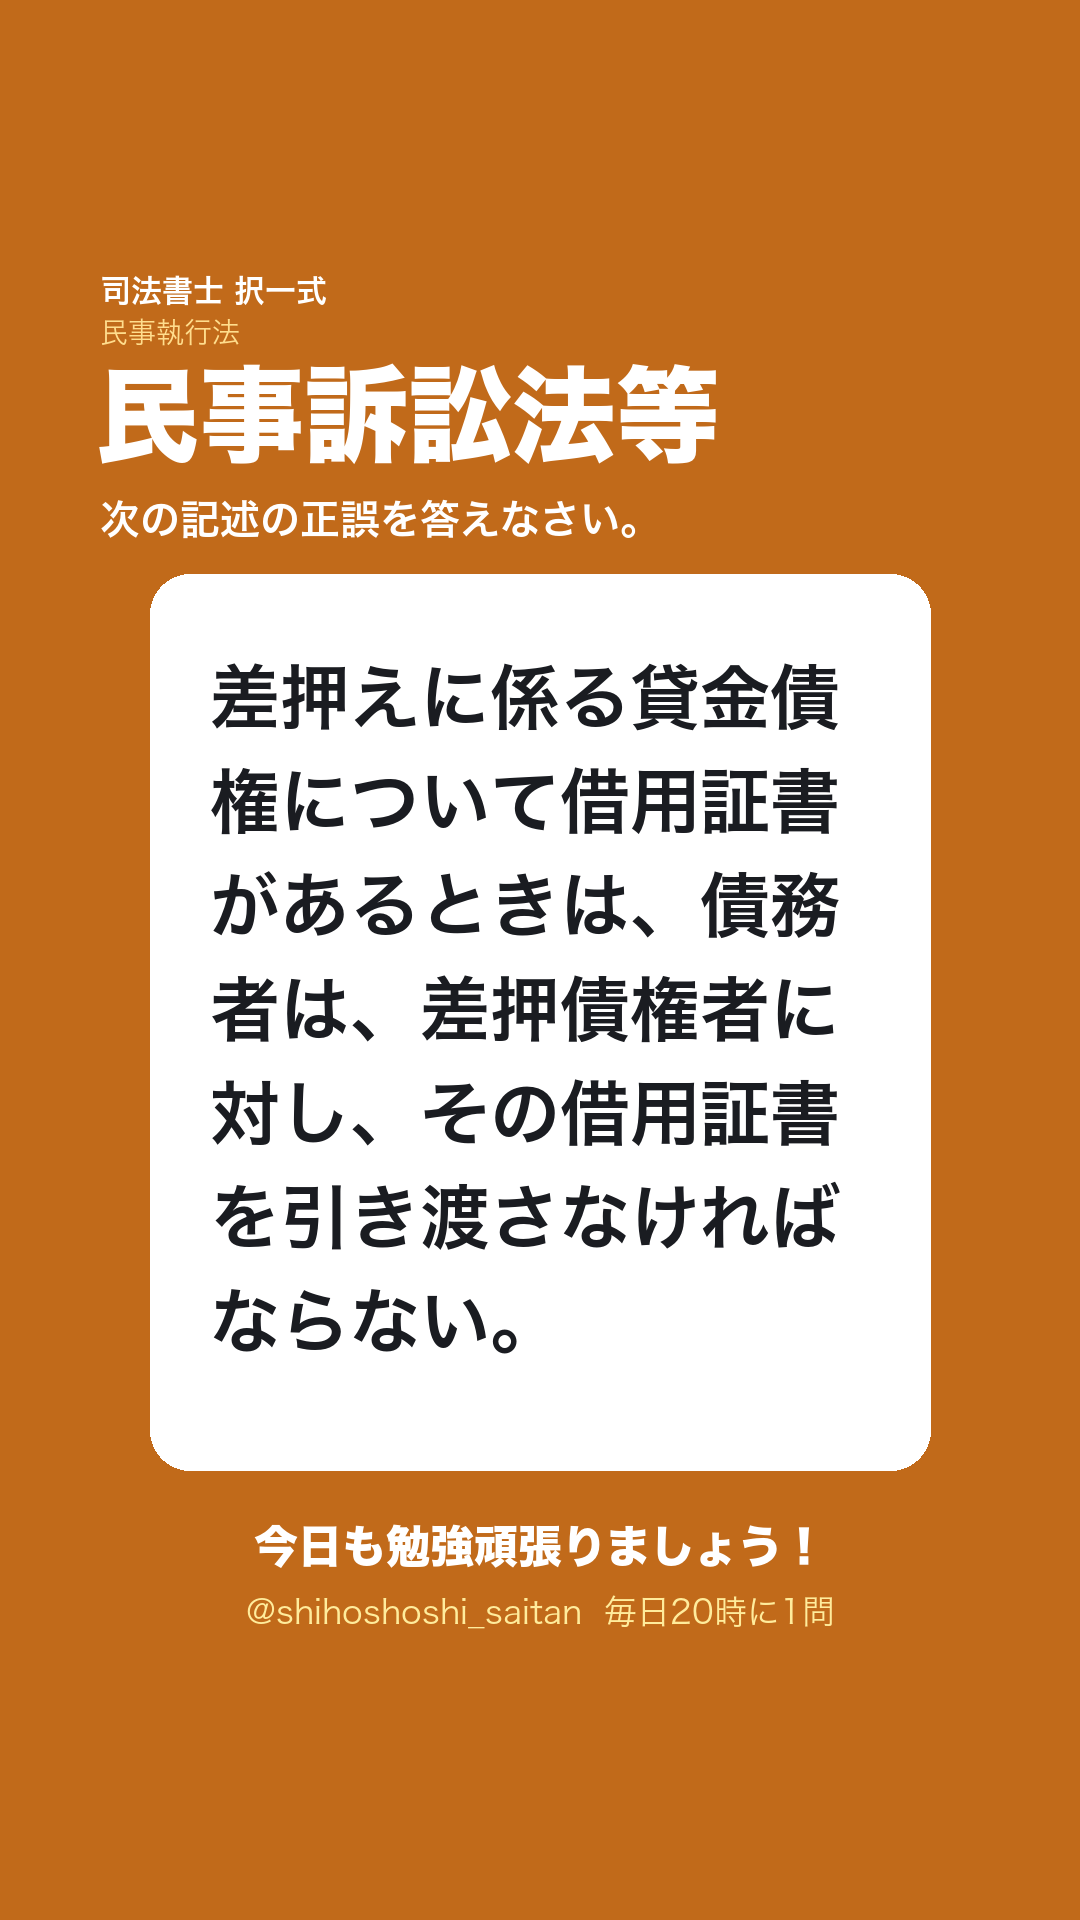 司法書士 択一式
民事執行法
民事訴訟法等
次の記述の正誤を答えなさい。
差押えに係る貸金債
権について借用証書
があるときは、債務
者は、差押債権者に
対し、その借用証書
を引き渡さなければ
ならない。
今日も勉強頑張りましょう！
@shihoshoshi_saitan 毎日20時に1問